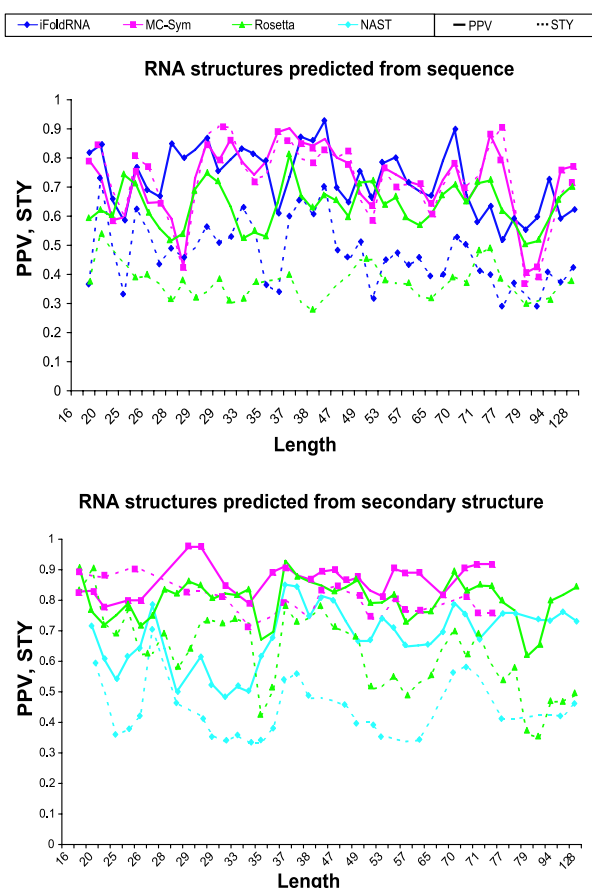 iFoldRNA MC-Sym Rosetta NAST PPV STY
RNA structures predicted from sequence
1
0.9
0.8
0.7
0.6
0.5
0.4
0.3
0.2
0.1
0
PPV, STY
16 20 25 26 28 29 29 33 34 35 37 38 47 49 53 57 65 70 71 77 79 94 128
Length
RNA structures predicted from secondary structure
1
0.9
0.8
0.7
0.6
0.5
0.4
0.3
0.2
0.1
0
PPV, STY
16 20 25 26 28 29 29 33 34 35 37 38 47 49 53 57 65 70 71 77 79 94 128
Length